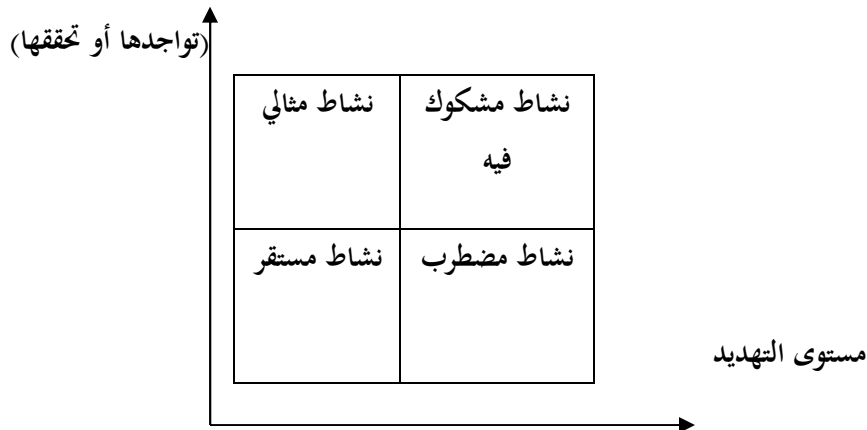 (تواجدها أو تحققها)
نشاط مشكوك
فيه
نشاط مثالي
نشاط مضطرب
نشاط مستقر
مستوى التهديد